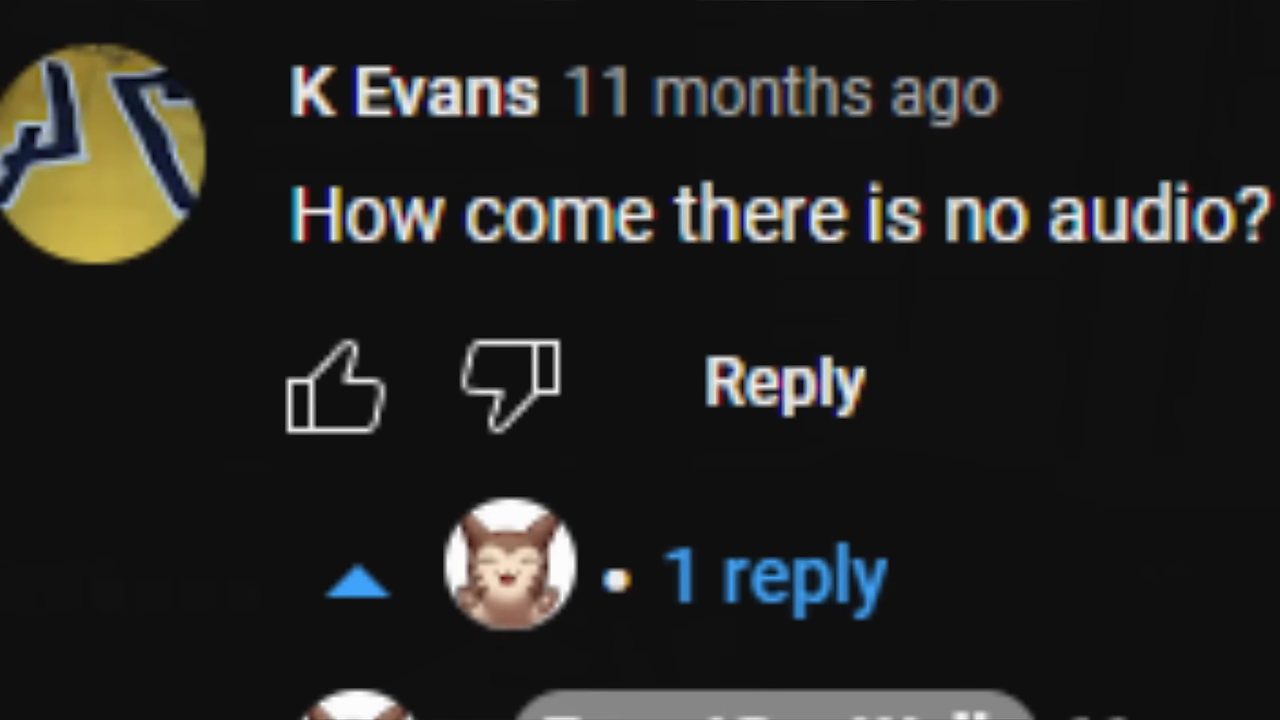 K Evans 11 months ago
How come there is no audio?
Reply
• 1 reply